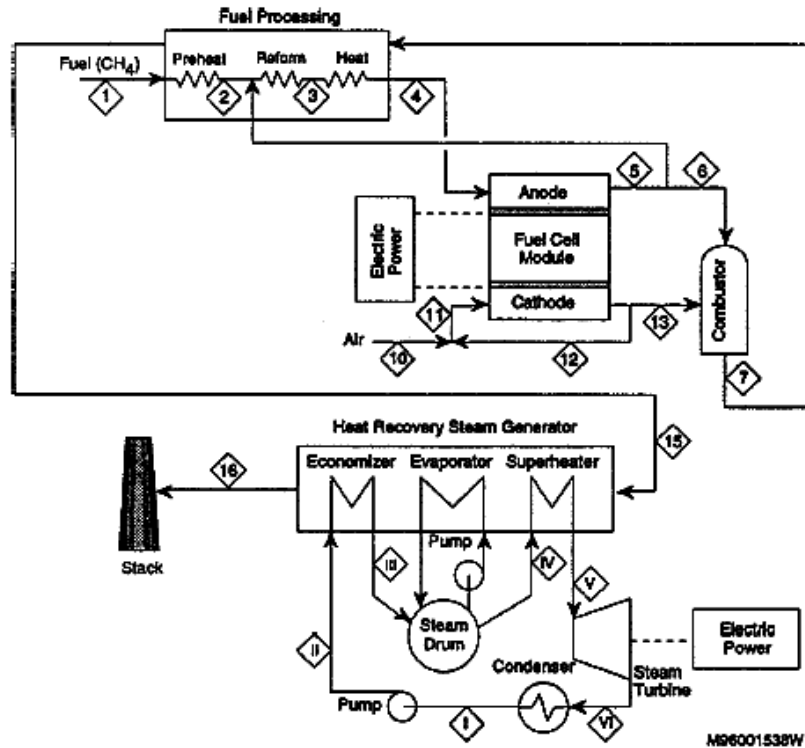 Fuel Processing
Fuel (CH4)
Preheat
Reform
Heat
1
2
3
4
5
6
Anode
Fuel Cell
Module
Cathode
Electric
Power
Combustor
11
13
Air
10
12
7
Heat Recovery Steam Generator
15
Economizer
Evaporator
Superheater
16
Stack
Pump
III
IV
V
Steam
Drum
Electric
Power
II
Condenser
Steam
Turbine
Pump
I
VI
M96001538W